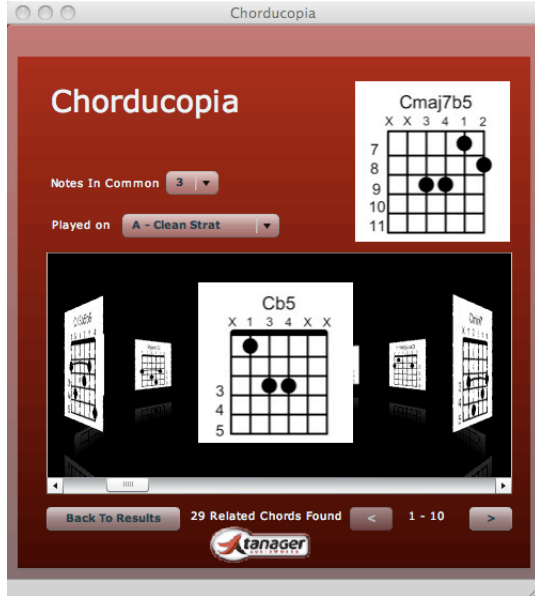 Chorducopia
Chorducopia
Cmaj7b5
X X 3 4 1 2
7
8
9
10
11
Notes In Common 3
Played on A - Clean Strat
Cb5
X 1 3 4 X X
3
4
5
Back To Results 29 Related Chords Found < 1 - 10 >
tanager
AUDIOWORKS